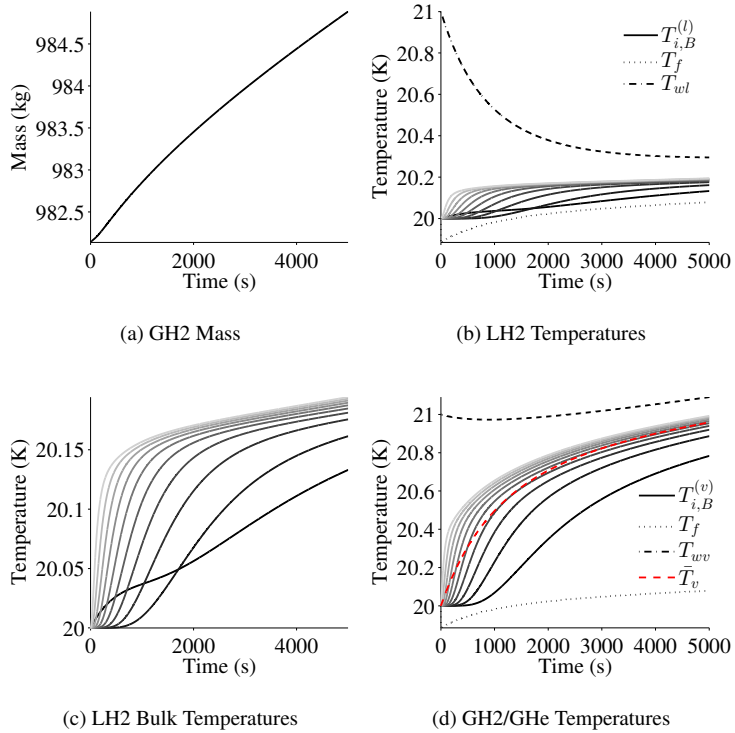 984.5
984
983.5
983
982.5
Mass (kg)
0 2000 4000
Time (s)
(a) GH2 Mass
21
20.8
20.6
20.4
20.2
20
Temperature (K)
T_{i,B}^{(l)}
T_f
T_{wl}
0 1000 2000 3000 4000 5000
Time (s)
(b) LH2 Temperatures
20.15
20.1
20.05
20
Temperature (K)
0 2000 4000
Time (s)
(c) LH2 Bulk Temperatures
21
20.8
20.6
20.4
20.2
20
Temperature (K)
T_{i,B}^{(v)}
T_f
T_{wv}
T̄_v
0 1000 2000 3000 4000 5000
Time (s)
(d) GH2/GHe Temperatures